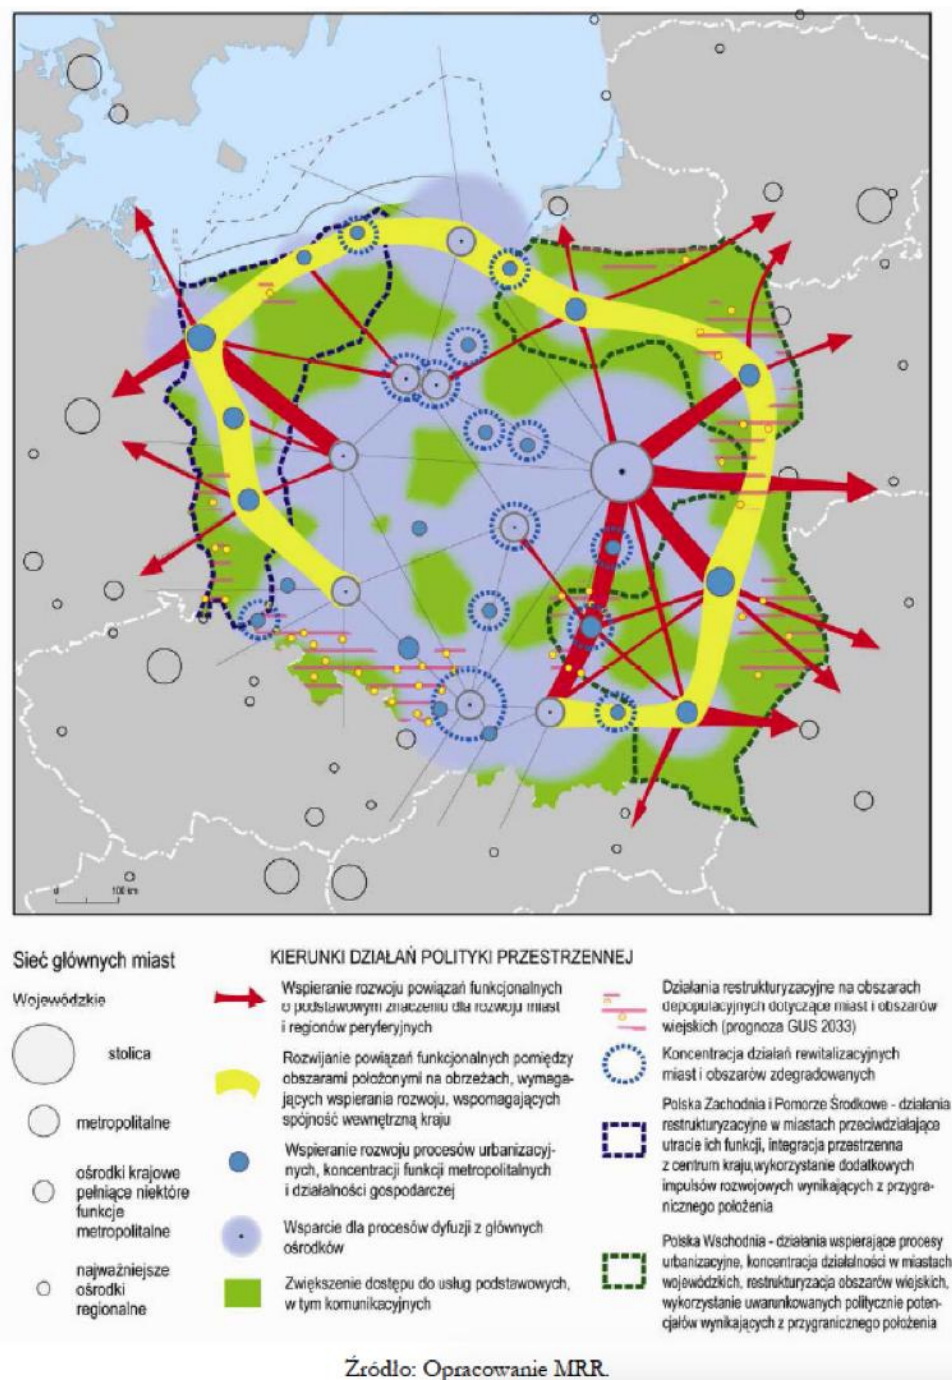 0 100 km
Sieć głównych miast
Wojewódzkie
stolica
metropolitalne
ośrodki krajowe
pełniące niektóre
funkcje
metropolitalne
najważniejsze
ośrodki
regionalne
KIERUNKI DZIAŁAŃ POLITYKI PRZESTRZENNEJ
Wspieranie rozwoju powiązań funkcjonalnych
o podstawowym znaczeniu dla rozwoju miast
i regionów peryferyjnych
Rozwijanie powiązań funkcjonalnych pomiędzy
obszarami położonymi na obrzeżach, wymaga-
jących wspierania rozwoju, wspomagających
spójność wewnętrzną kraju
Wspieranie rozwoju procesów urbanizacyj-
nych, koncentracji funkcji metropolitalnych
i działalności gospodarczej
Wsparcie dla procesów dyfuzji z głównych
ośrodków
Zwiększenie dostępu do usług podstawowych,
w tym komunikacyjnych
Działania restrukturyzacyjne na obszarach
depopulacyjnych dotyczące miast i obszarów
wiejskich (prognoza GUS 2033)
Koncentracja działań rewitalizacyjnych
miast i obszarów zdegradowanych
Polska Zachodnia i Pomorze Środkowe - działania
restrukturyzacyjne w miastach przeciwdziałające
utracie ich funkcji, integracja przestrzenna
z centrum kraju,wykorzystanie dodatkowych
impulsów rozwojowych wynikających z przygra-
nicznego położenia
Polska Wschodnia - działania wspierające procesy
urbanizacyjne, koncentracja działalności w miastach
wojewódzkich, restrukturyzacja obszarów wiejskich,
wykorzystanie uwarunkowanych politycznie poten-
cjałów wynikających z przygranicznego położenia
Źródło: Opracowanie MRR.